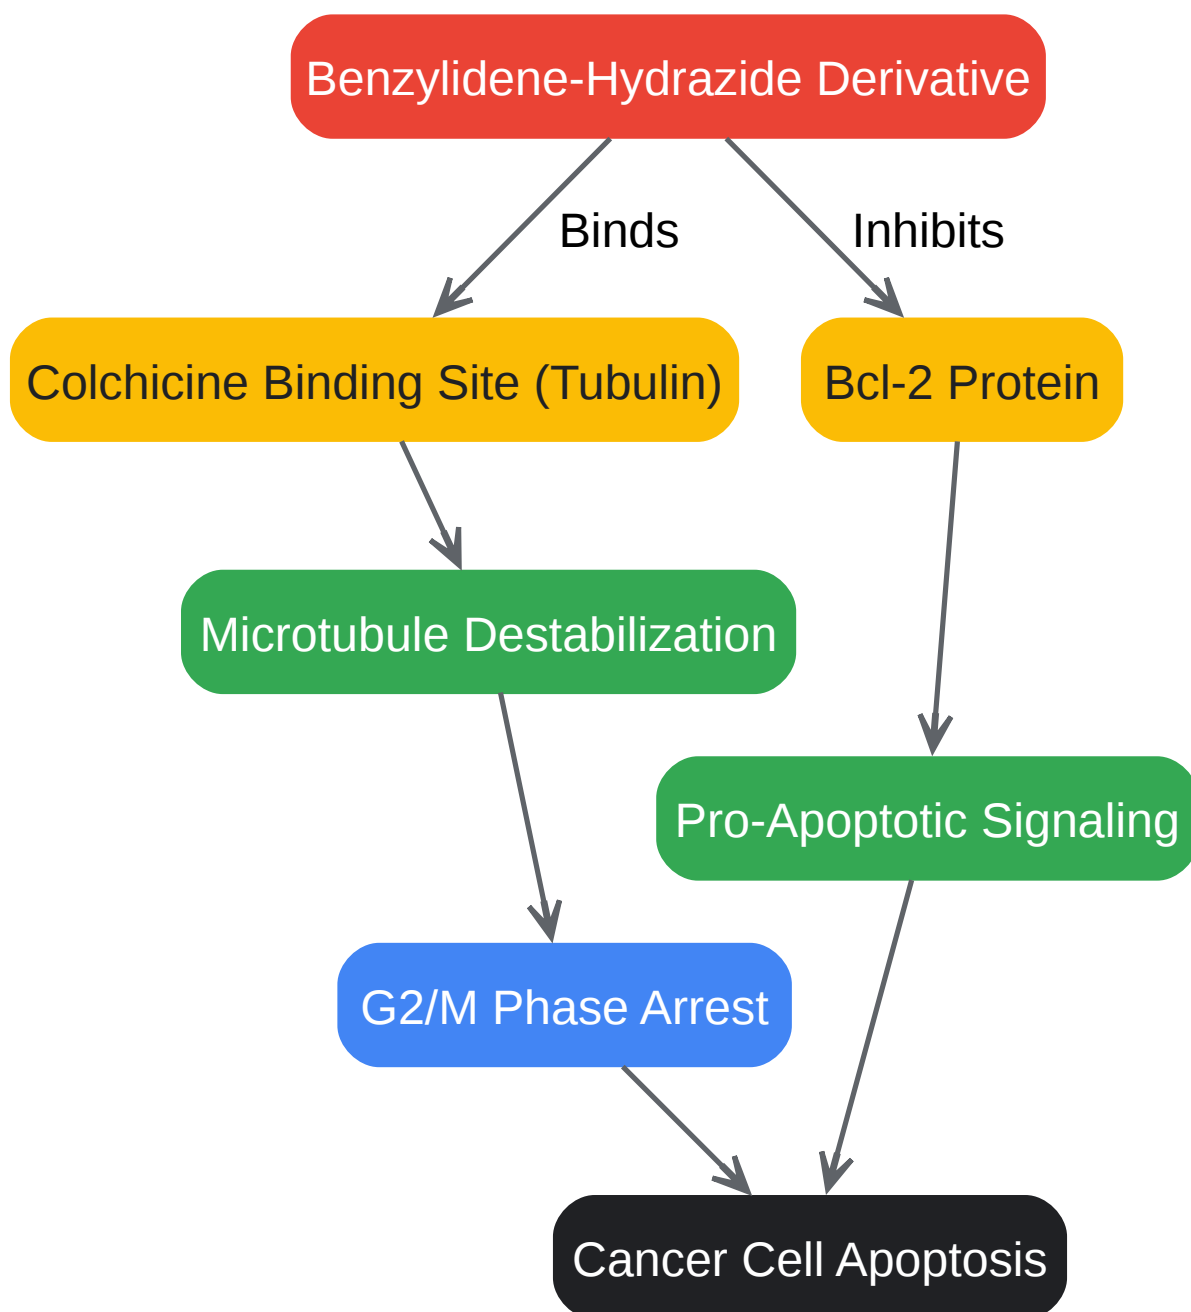 Benzylidene-Hydrazide Derivative
Binds
Inhibits
Colchicine Binding Site (Tubulin)
Bcl-2 Protein
Microtubule Destabilization
Pro-Apoptotic Signaling
G2/M Phase Arrest
Cancer Cell Apoptosis